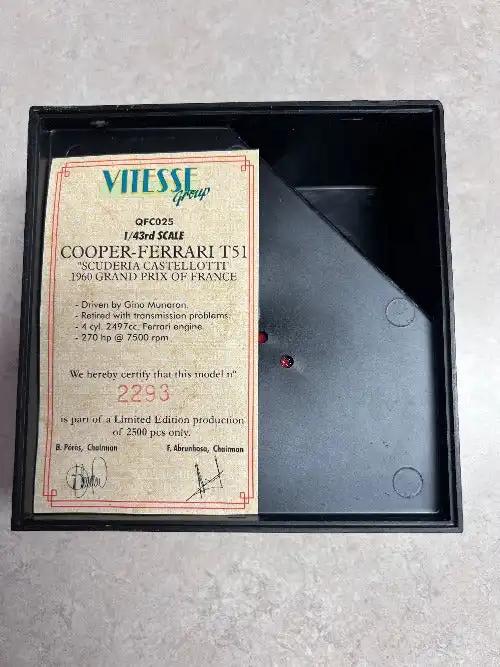 VITESSE
Group
QFC025
1/43rd SCALE
COOPER-FERRARI T51
"SCUDERIA CASTELLOTTI"
1960 GRAND PRIX OF FRANCE
- Driven by Gino Munaron.
- Retired with transmission problems.
- 4 cyl. 2497cc. Ferrari engine.
- 270 hp @ 7500 rpm.
We hereby certify that this model nº
2293
is part of a Limited Edition production
of 2500 pcs only.
B. Péres, Chairman F. Abrunhosa, Chairman